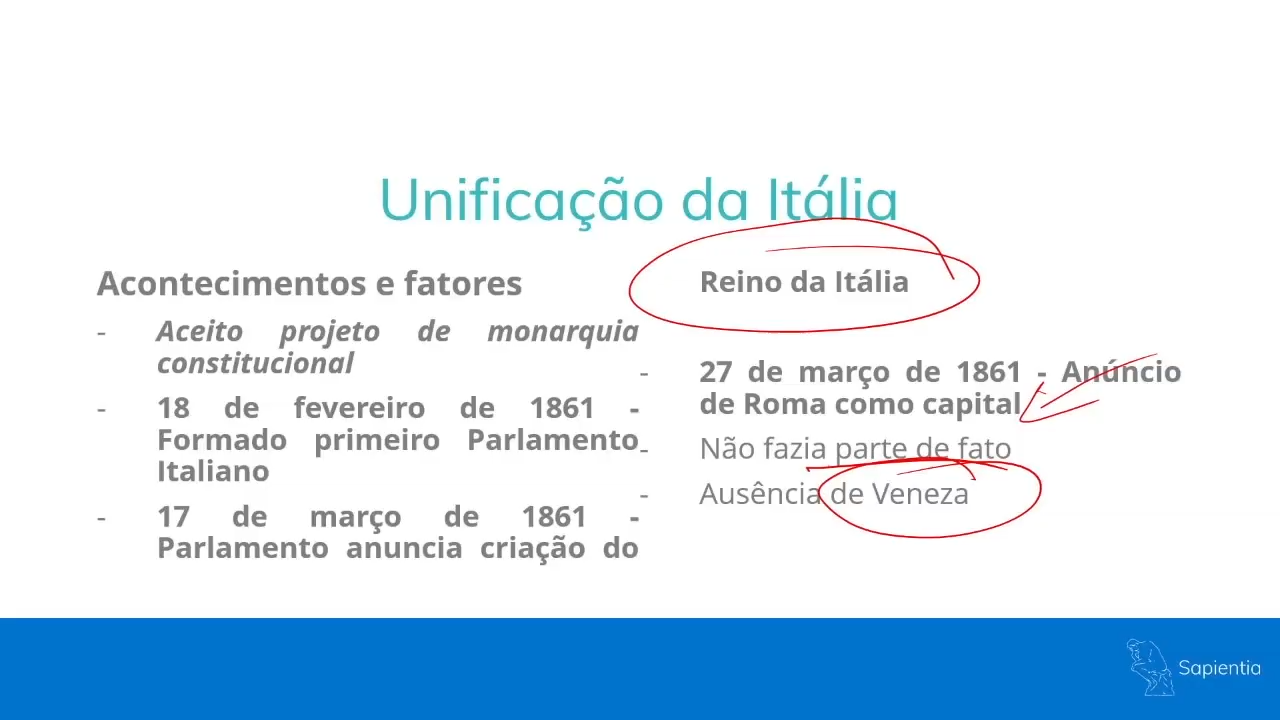 Unificação da Itália
Acontecimentos e fatores
- Aceito projeto de monarquia
constitucional
- 18 de fevereiro de 1861 -
Formado primeiro Parlamento
Italiano
- 17 de março de 1861 -
Parlamento anuncia criação do
Reino da Itália
- 27 de março de 1861 - Anúncio
de Roma como capital
- Não fazia parte de fato
- Ausência de Veneza
Sapientia